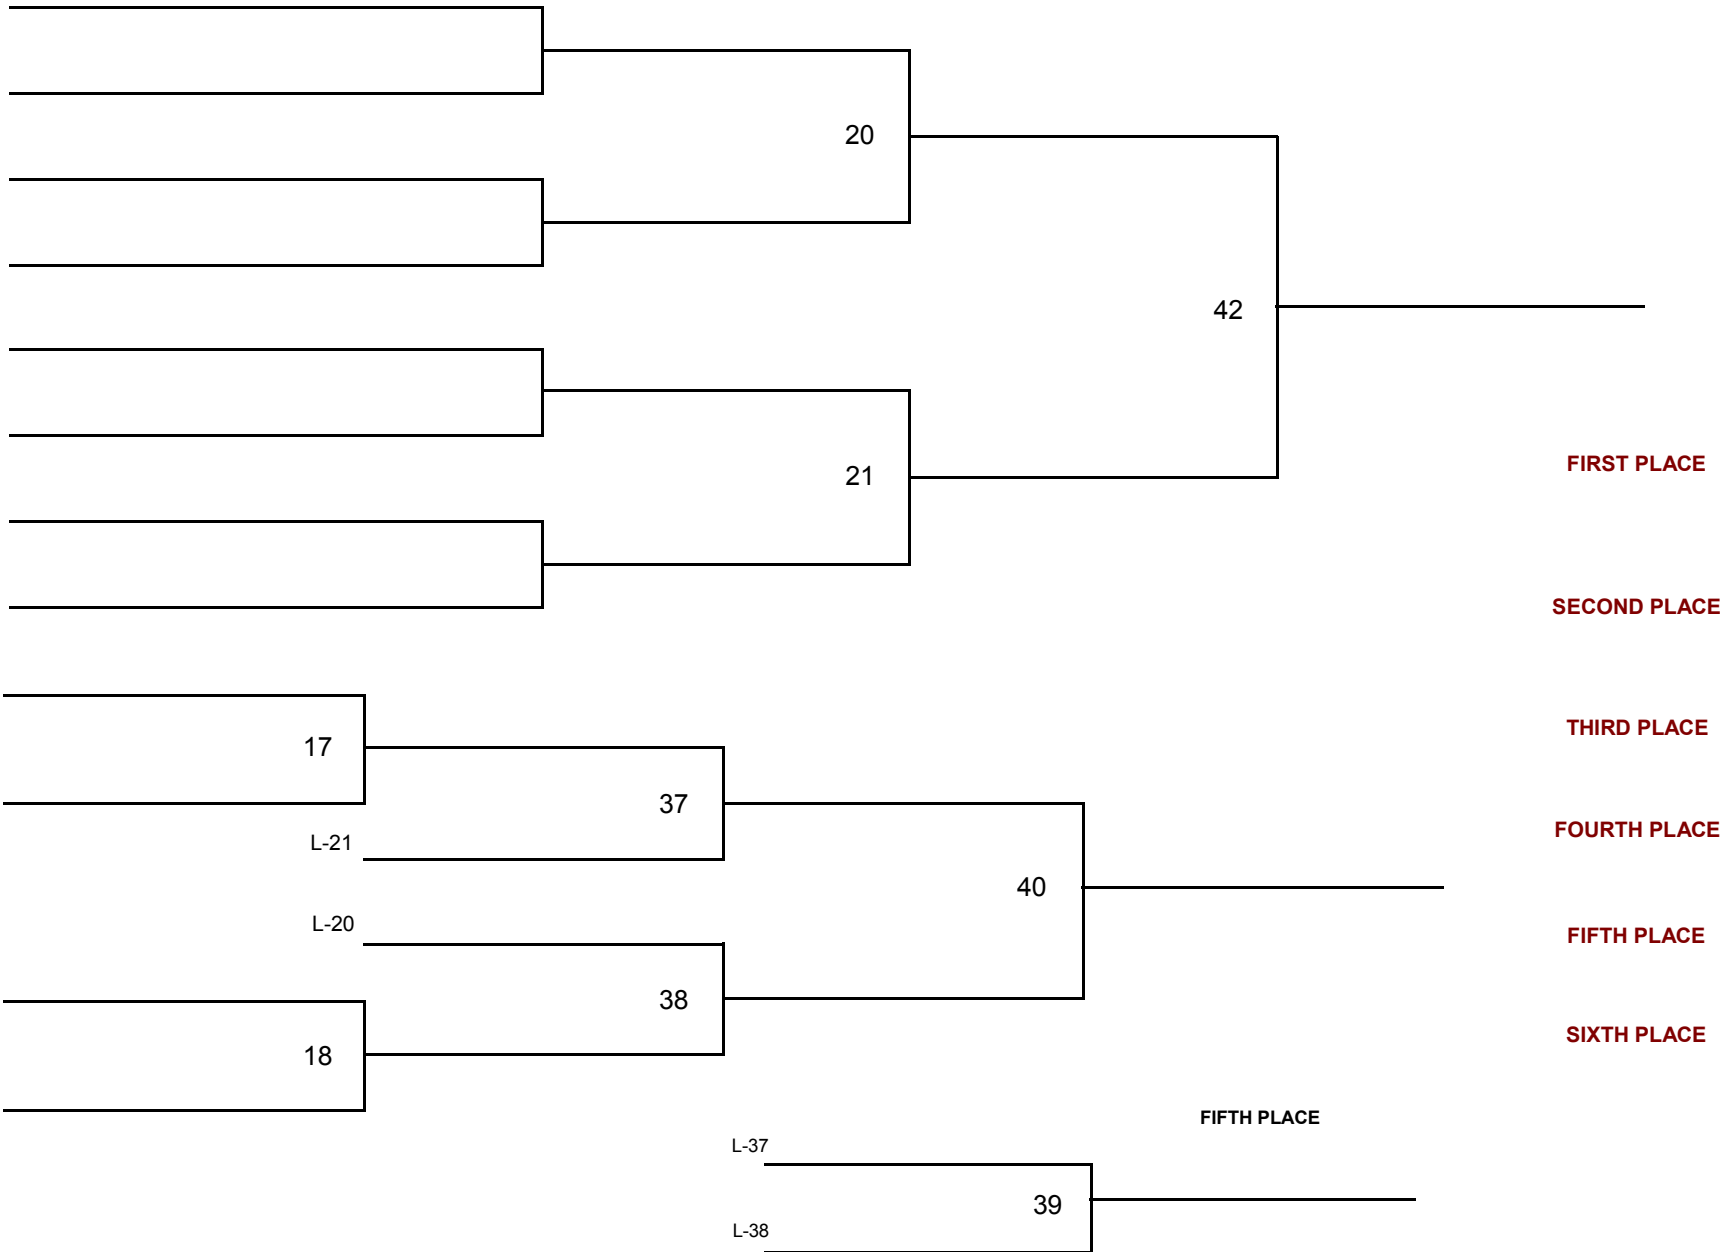 20
42
21
FIRST PLACE
SECOND PLACE
17
THIRD PLACE
37
L-21
FOURTH PLACE
40
L-20
FIFTH PLACE
38
SIXTH PLACE
18
FIFTH PLACE
L-37
39
L-38